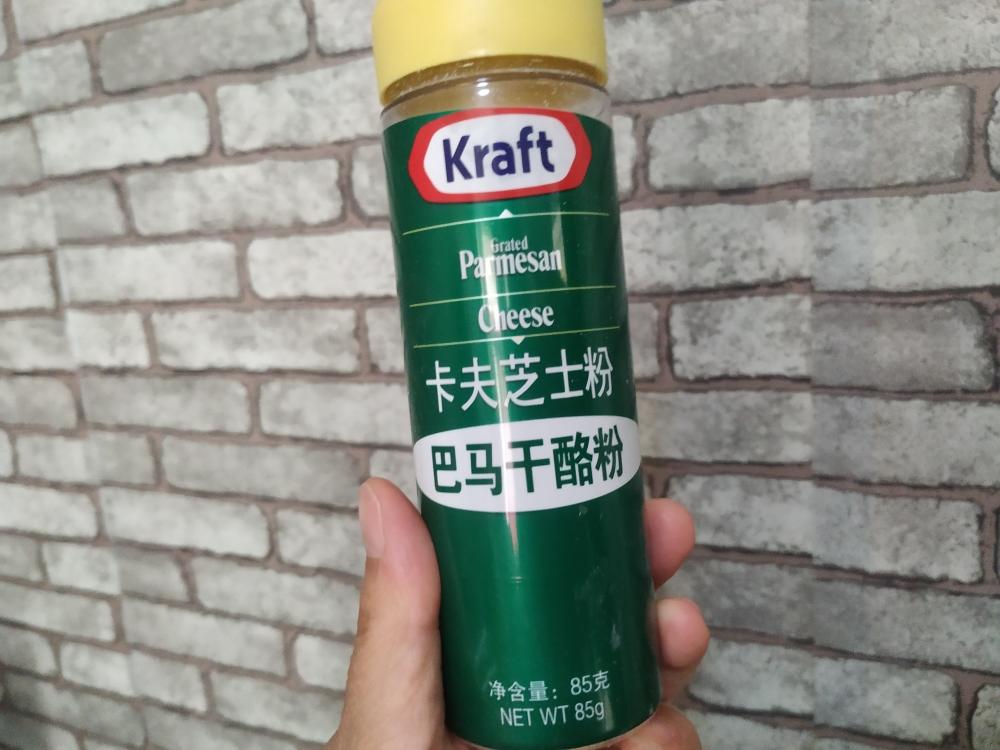 Kraft
Grated
Parmesan
Cheese
卡夫芝士粉
巴马干酪粉
净含量：85克
NET WT 85g